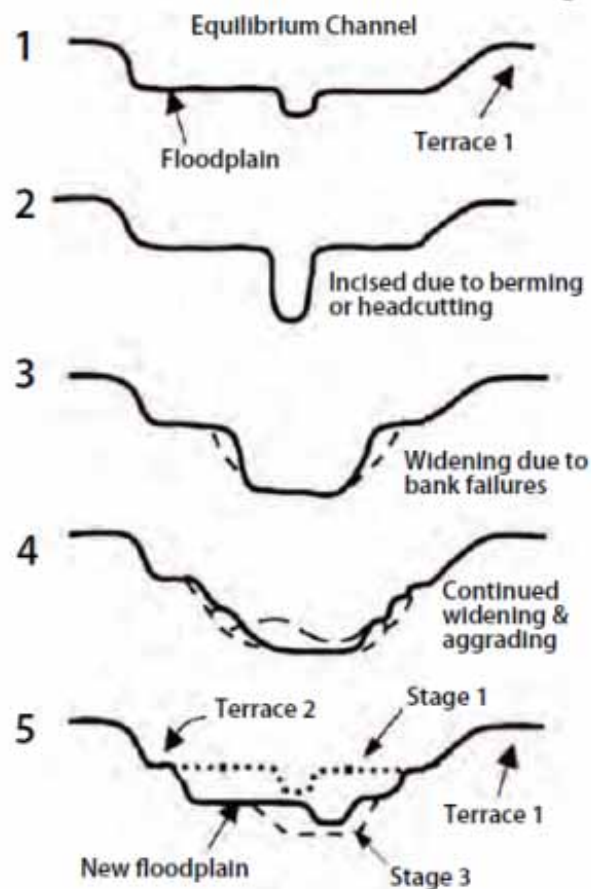 1
Equilibrium Channel
Floodplain
Terrace 1
2
Incised due to berming
or headcutting
3
Widening due to
bank failures
4
Continued
widening &
aggrading
5
Terrace 2
Stage 1
Terrace 1
New floodplain
Stage 3